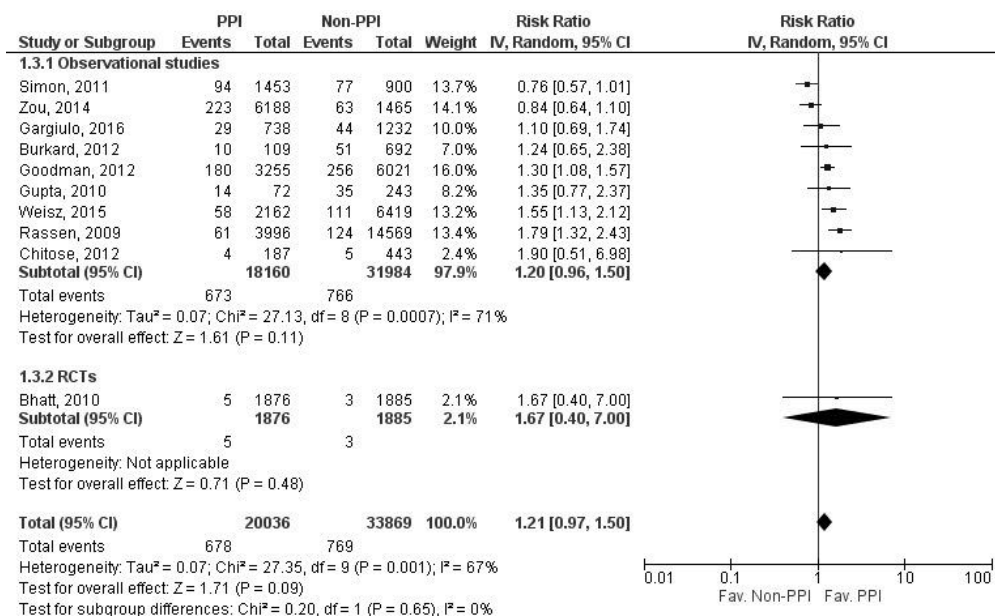 PPI Non-PPI Risk Ratio Risk Ratio
Study or Subgroup Events Total Events Total Weight IV, Random, 95% CI IV, Random, 95% CI
1.3.1 Observational studies
Simon, 2011 94 1453 77 900 13.7% 0.76 [0.57, 1.01]
Zou, 2014 223 6188 63 1465 14.1% 0.84 [0.64, 1.10]
Gargiulo, 2016 29 738 44 1232 10.0% 1.10 [0.69, 1.74]
Burkard, 2012 10 109 51 692 7.0% 1.24 [0.65, 2.38]
Goodman, 2012 180 3255 256 6021 16.0% 1.30 [1.08, 1.57]
Gupta, 2010 14 72 35 243 8.2% 1.35 [0.77, 2.37]
Weisz, 2015 58 2162 111 6419 13.2% 1.55 [1.13, 2.12]
Rassen, 2009 61 3996 124 14569 13.4% 1.79 [1.32, 2.43]
Chitose, 2012 4 187 5 443 2.4% 1.90 [0.51, 6.98]
Subtotal (95% CI) 18160 31984 97.9% 1.20 [0.96, 1.50]
Total events 673 766
Heterogeneity: Tau² = 0.07; Chi² = 27.13, df = 8 (P = 0.0007); I² = 71%
Test for overall effect: Z = 1.61 (P = 0.11)
1.3.2 RCTs
Bhatt, 2010 5 1876 3 1885 2.1% 1.67 [0.40, 7.00]
Subtotal (95% CI) 1876 1885 2.1% 1.67 [0.40, 7.00]
Total events 5 3
Heterogeneity: Not applicable
Test for overall effect: Z = 0.71 (P = 0.48)
Total (95% CI) 20036 33869 100.0% 1.21 [0.97, 1.50]
Total events 678 769
Heterogeneity: Tau² = 0.07; Chi² = 27.35, df = 9 (P = 0.001); I² = 67%
Test for overall effect: Z = 1.71 (P = 0.09)
Test for subgroup differences: Chi² = 0.20, df = 1 (P = 0.65), I² = 0%
0.01 0.1 1 10 100
Fav. Non-PPI Fav. PPI